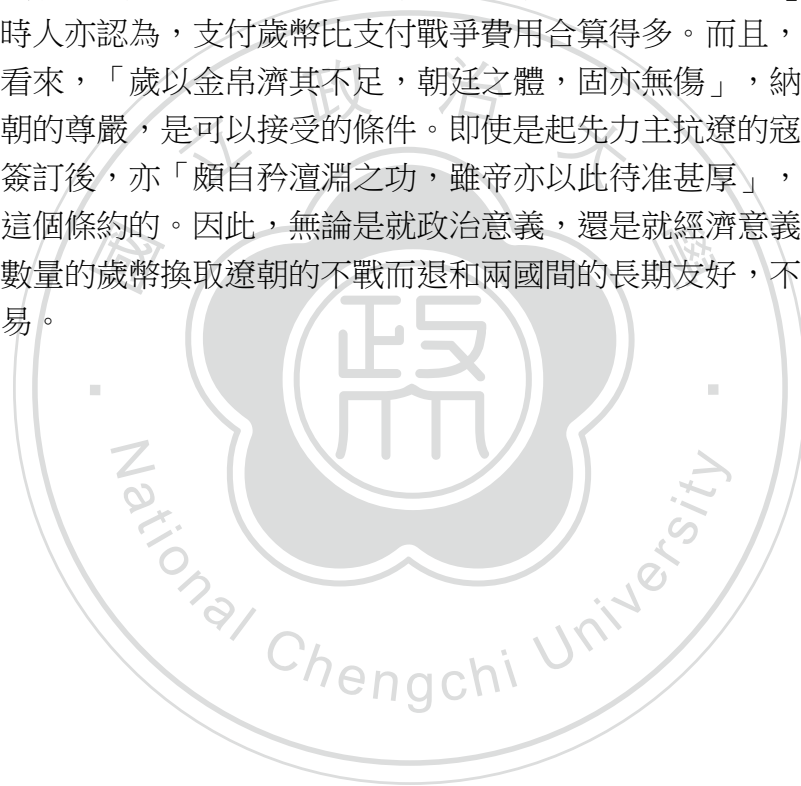 時人亦認為，支付歲幣比支付戰爭費用合算得多。而且，
看來，「歲以金帛濟其不足，朝廷之體，固亦無傷」，納
朝的尊嚴，是可以接受的條件。即使是起先力主抗遼的寇
簽訂後，亦「頗自矜澶淵之功，雖帝亦以此待准甚厚」，
這個條約的。因此，無論是就政治意義，還是就經濟意義
數量的歲幣換取遼朝的不戰而退和兩國間的長期友好，不
易。
國立政治大學
政
National Chengchi University